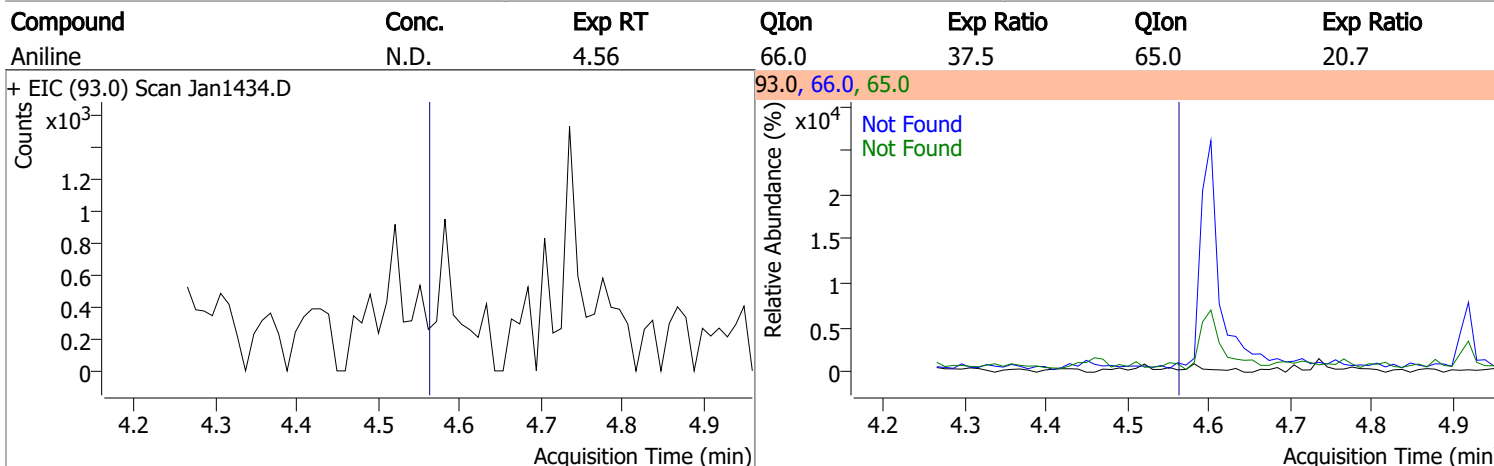 Compound Conc. Exp RT QIon Exp Ratio QIon Exp Ratio
Aniline N.D. 4.56 66.0 37.5 65.0 20.7
+ EIC (93.0) Scan Jan1434.D
Counts
x10³
1.2
1
0.8
0.6
0.4
0.2
0
4.2 4.3 4.4 4.5 4.6 4.7 4.8 4.9
Acquisition Time (min)
93.0, 66.0, 65.0
Relative Abundance (%)
x10⁴
Not Found
Not Found
2
1.5
1
0.5
0
4.2 4.3 4.4 4.5 4.6 4.7 4.8 4.9
Acquisition Time (min